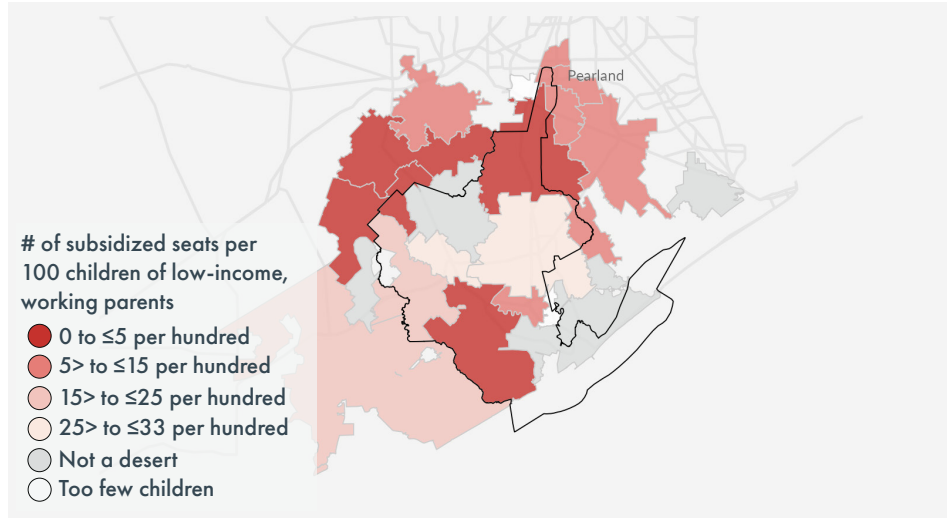 Pearland
# of subsidized seats per
100 children of low-income,
working parents
0 to ≤5 per hundred
5> to ≤15 per hundred
15> to ≤25 per hundred
25> to ≤33 per hundred
Not a desert
Too few children